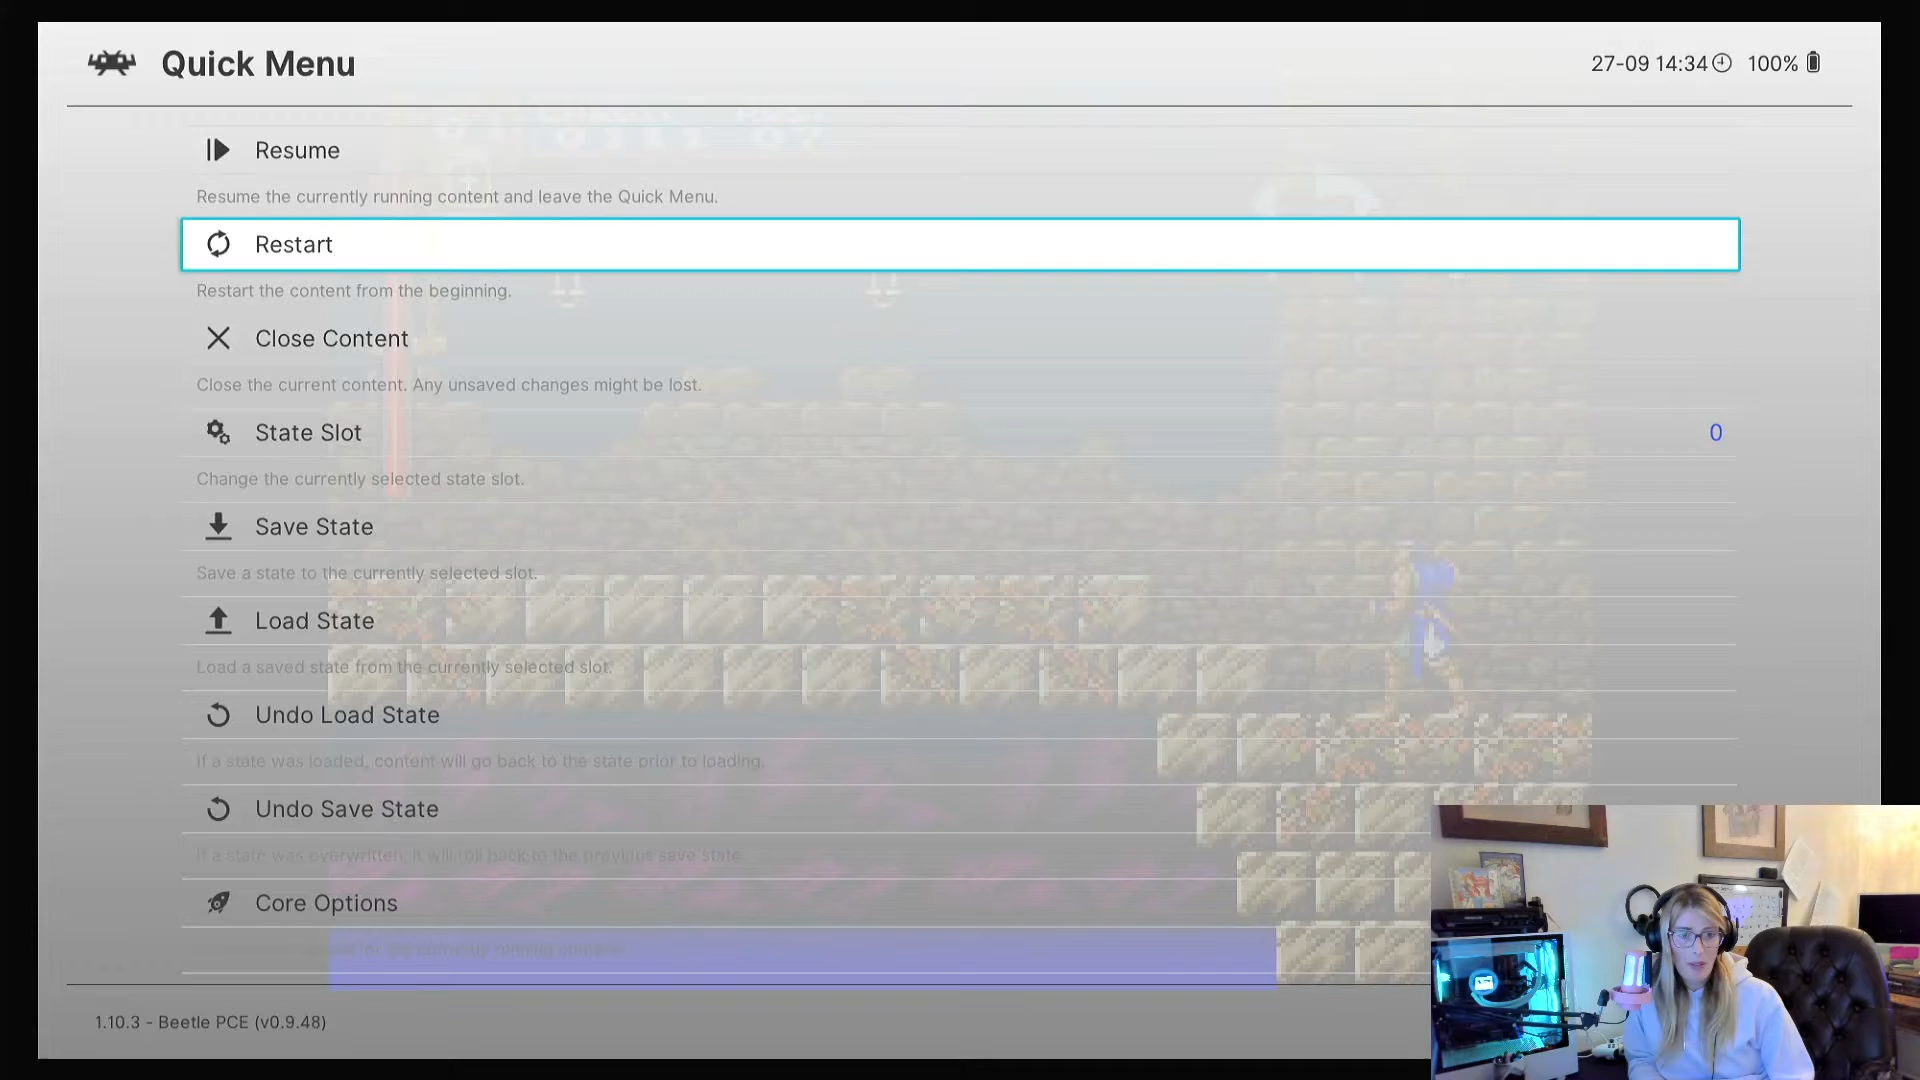 Quick Menu
27-09 14:34 100%
Resume
Resume the currently running content and leave the Quick Menu.
Restart
Restart the content from the beginning.
Close Content
Close the current content. Any unsaved changes might be lost.
State Slot 0
Change the currently selected state slot.
Save State
Save a state to the currently selected slot.
Load State
Load a saved state from the currently selected slot.
Undo Load State
If a state was loaded, content will go back to the state prior to loading.
Undo Save State
If a state was overwritten, it will roll back to the previous save state.
Core Options
for the currently running content.
1.10.3 - Beetle PCE (v0.9.48)